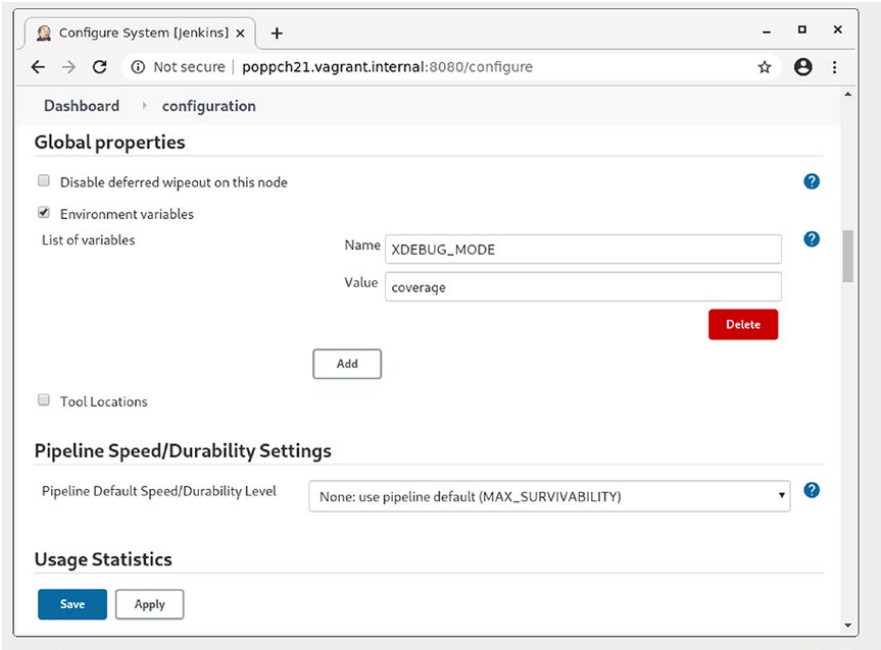 Configure System [Jenkins] × +
Not secure | poppch21.vagrant.internal:8080/configure
Dashboard configuration
Global properties
Disable deferred wipeout on this node ?
Environment variables
List of variables Name XDEBUG_MODE ?
Value coverage
Delete
Add
Tool Locations
Pipeline Speed/Durability Settings
Pipeline Default Speed/Durability Level None: use pipeline default (MAX_SURVIVABILITY) ?
Usage Statistics
Save Apply